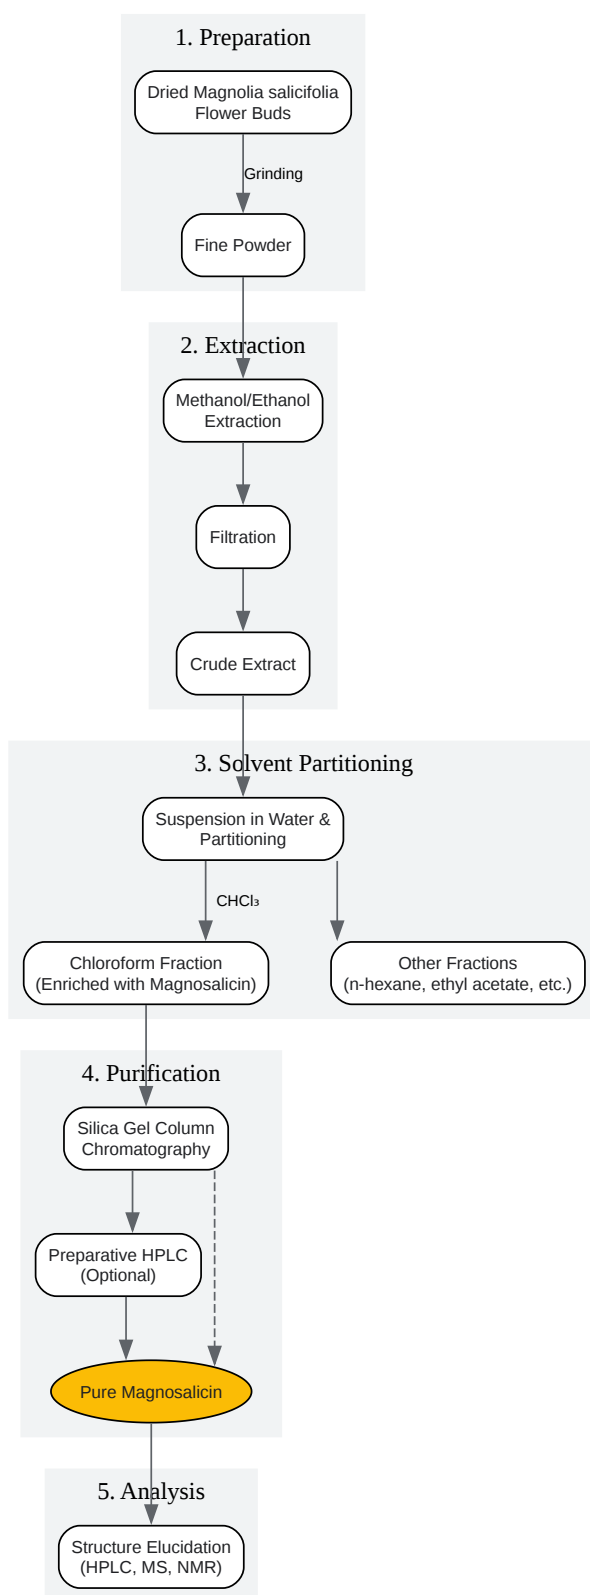 1. Preparation
Dried Magnolia salicifolia
Flower Buds
Grinding
Fine Powder
2. Extraction
Methanol/Ethanol
Extraction
Filtration
Crude Extract
3. Solvent Partitioning
Suspension in Water &
Partitioning
CHCl₃
Chloroform Fraction
(Enriched with Magnosalicin)
Other Fractions
(n-hexane, ethyl acetate, etc.)
4. Purification
Silica Gel Column
Chromatography
Preparative HPLC
(Optional)
Pure Magnosalicin
5. Analysis
Structure Elucidation
(HPLC, MS, NMR)